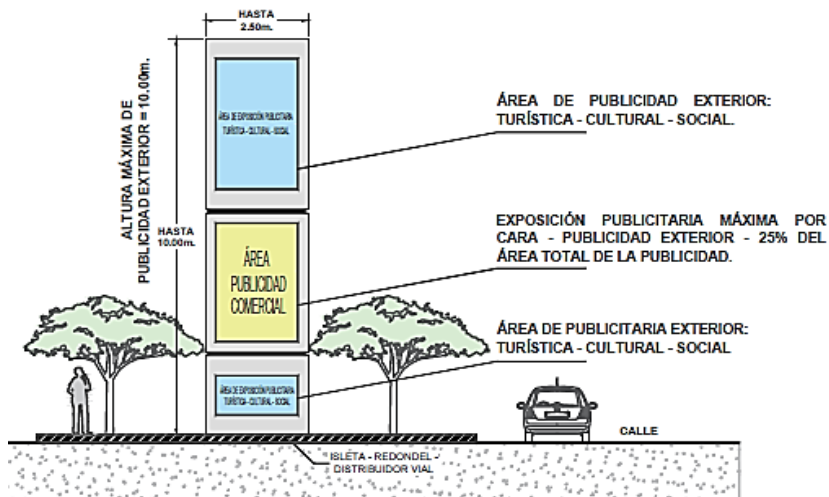 HASTA
2.50m.
ALTURA MÁXIMA DE
PUBLICIDAD EXTERIOR = 10.00m.
HASTA
10.00m.
ÁREA DE EXPOSICIÓN PUBLICITARIA
TURÍSTICA - CULTURAL - SOCIAL
ÁREA
PUBLICIDAD
COMERCIAL
ÁREA DE EXPOSICIÓN PUBLICITARIA
TURÍSTICA - CULTURAL - SOCIAL
ÁREA DE PUBLICIDAD EXTERIOR:
TURÍSTICA - CULTURAL - SOCIAL.
EXPOSICIÓN PUBLICITARIA MÁXIMA POR
CARA - PUBLICIDAD EXTERIOR - 25% DEL
ÁREA TOTAL DE LA PUBLICIDAD.
ÁREA DE PUBLICITARIA EXTERIOR:
TURÍSTICA - CULTURAL - SOCIAL
CALLE
ISLÉTA - REDONDEL -
DISTRIBUIDOR VIAL